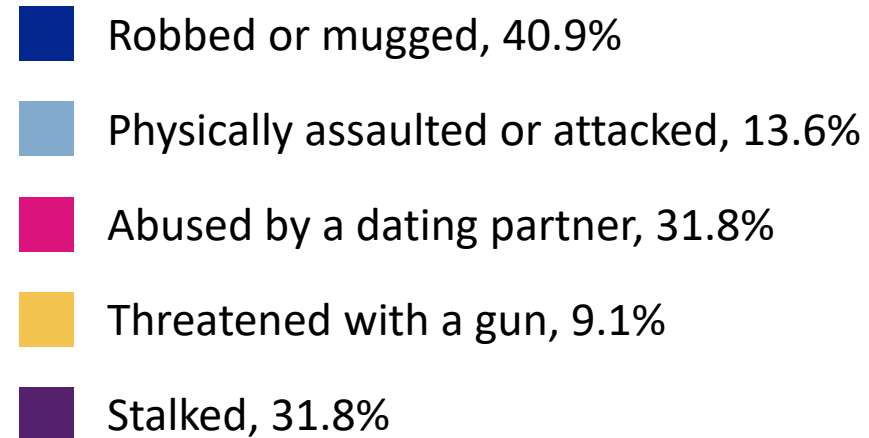 Robbed or mugged, 40.9%
Physically assaulted or attacked, 13.6%
Abused by a dating partner, 31.8%
Threatened with a gun, 9.1%
Stalked, 31.8%